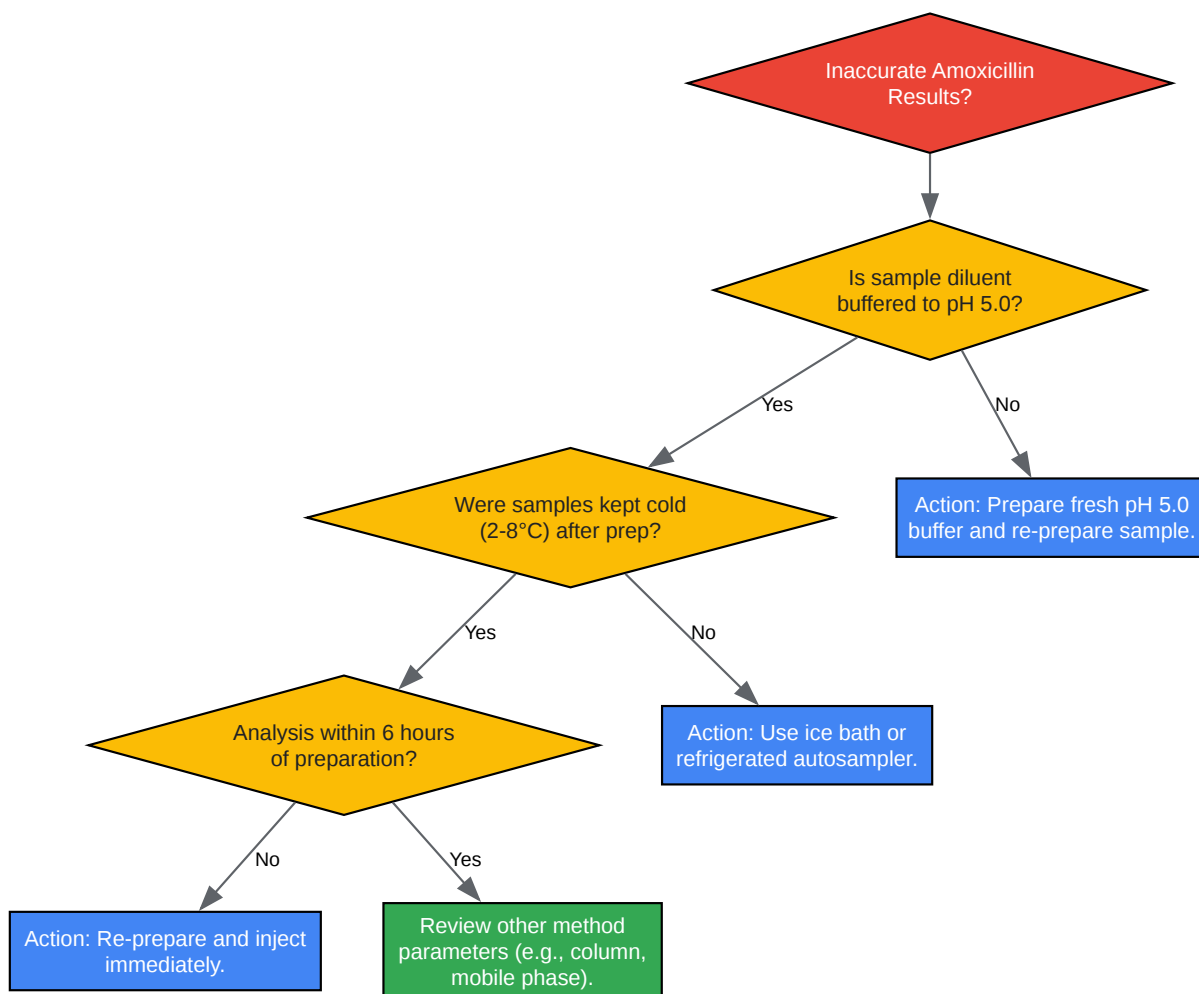 Inaccurate Amoxicillin
Results?
Is sample diluent
buffered to pH 5.0?
Yes
No
Were samples kept cold
(2-8°C) after prep?
Action: Prepare fresh pH 5.0
buffer and re-prepare sample.
Yes
No
Analysis within 6 hours
of preparation?
Action: Use ice bath or
refrigerated autosampler.
No
Yes
Action: Re-prepare and inject
immediately.
Review other method
parameters (e.g., column,
mobile phase).